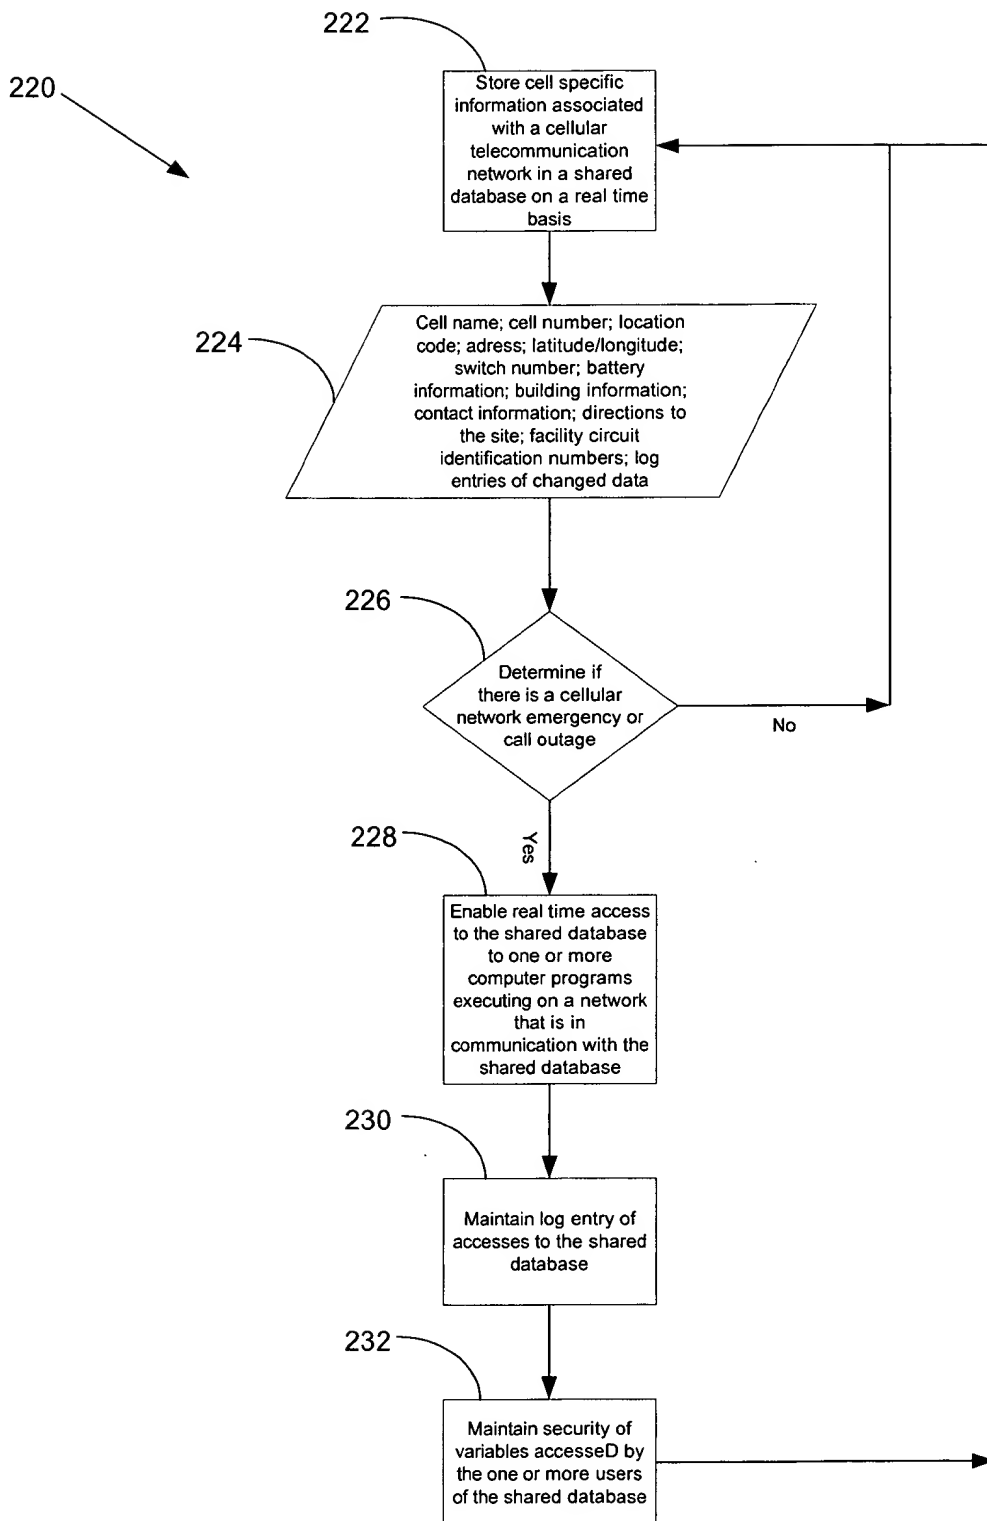 222
220
Store cell specific
information associated
with a cellular
telecommunication
network in a shared
database on a real time
basis
224
Cell name; cell number; location
code; adress; latitude/longitude;
switch number; battery
information; building information;
contact information; directions to
the site; facility circuit
identification numbers; log
entries of changed data
226
Determine if
there is a cellular
network emergency or
call outage
No
Yes
228
Enable real time access
to the shared database
to one or more
computer programs
executing on a network
that is in
communication with the
shared database
230
Maintain log entry of
accesses to the shared
database
232
Maintain security of
variables accesseD by
the one or more users
of the shared database